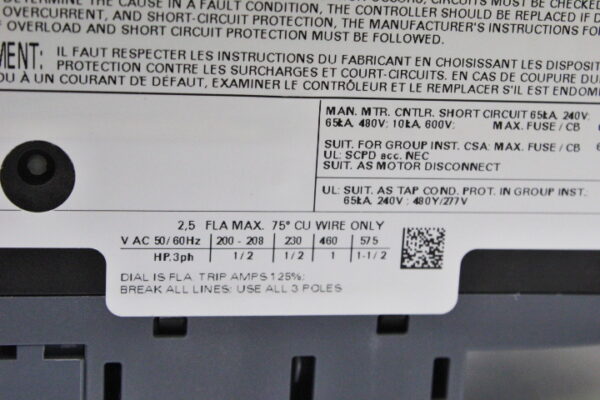 DETERMINE THE CAUSE IN A FAULT CONDITION, THE CONTROLLER SHOULD BE REPLACED IF
OVERCURRENT, AND SHORT-CIRCUIT PROTECTION, THE MANUFACTURER'S INSTRUCTIONS FOR
OF OVERLOAD AND SHORT CIRCUIT PROTECTION MUST BE FOLLOWED.
IL FAUT RESPECTER LES INSTRUCTIONS DU FABRICANT EN CHOISISSANT LES
PROTECTION CONTRE LES SURCHARGES ET COURT-CIRCUITS. EN CAS DE COUPURE
OU À UN COURANT DE DÉFAUT, EXAMINER LE CONTRÔLEUR ET LE REMPLACER S'IL EST
MAN. MTR. CNTLR. SHORT CIRCUIT 65kA, 240V:
65kA, 480V: 10kA, 600V: MAX. FUSE / CB
SUIT. FOR GROUP INST. CSA: MAX. FUSE / CB
UL: SCPD acc. NEC
SUIT. AS MOTOR DISCONNECT
UL: SUIT. AS TAP COND. PROT. IN GROUP INST.
65kA, 240V : 480Y/277V
2,5 FLA MAX. 75° CU WIRE ONLY
V AC 50/60Hz 200 - 208 230 460 575
HP. 3ph 1/2 1/2 1 1-1/2
DIAL IS FLA. TRIP AMPS 125%:
BREAK ALL LINES: USE ALL 3 POLES